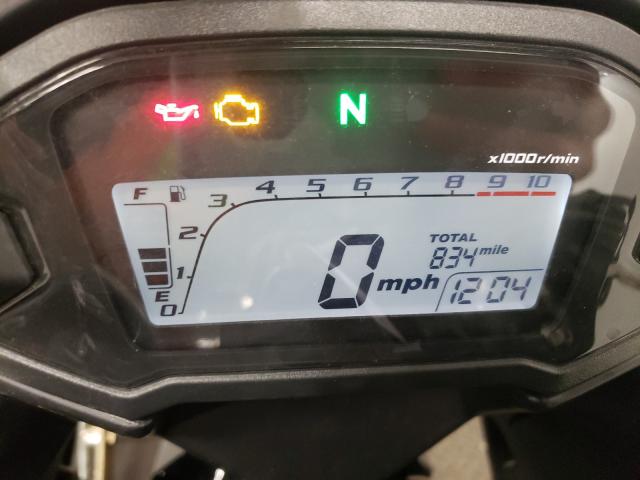 N
x1000r/min
F
3 4 5 6 7 8 9 10
2
1
E
0
TOTAL
834 mile
0 mph
12 04